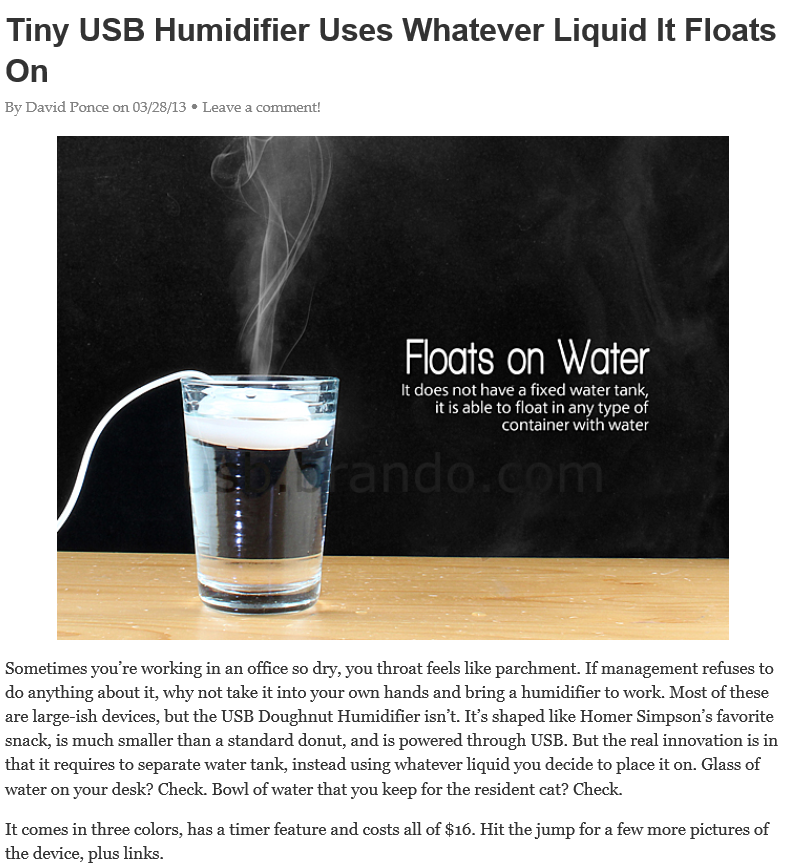 Tiny USB Humidifier Uses Whatever Liquid It Floats
On
By David Ponce on 03/28/13 • Leave a comment!
Floats on Water
It does not have a fixed water tank,
it is able to float in any type of
container with water
usb.brando.com
Sometimes you’re working in an office so dry, you throat feels like parchment. If management refuses to
do anything about it, why not take it into your own hands and bring a humidifier to work. Most of these
are large-ish devices, but the USB Doughnut Humidifier isn’t. It’s shaped like Homer Simpson’s favorite
snack, is much smaller than a standard donut, and is powered through USB. But the real innovation is in
that it requires to separate water tank, instead using whatever liquid you decide to place it on. Glass of
water on your desk? Check. Bowl of water that you keep for the resident cat? Check.
It comes in three colors, has a timer feature and costs all of $16. Hit the jump for a few more pictures of
the device, plus links.